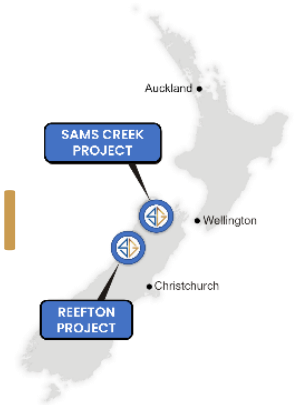 Auckland
SAMS CREEK
PROJECT
Wellington
Christchurch
REEFTON
PROJECT